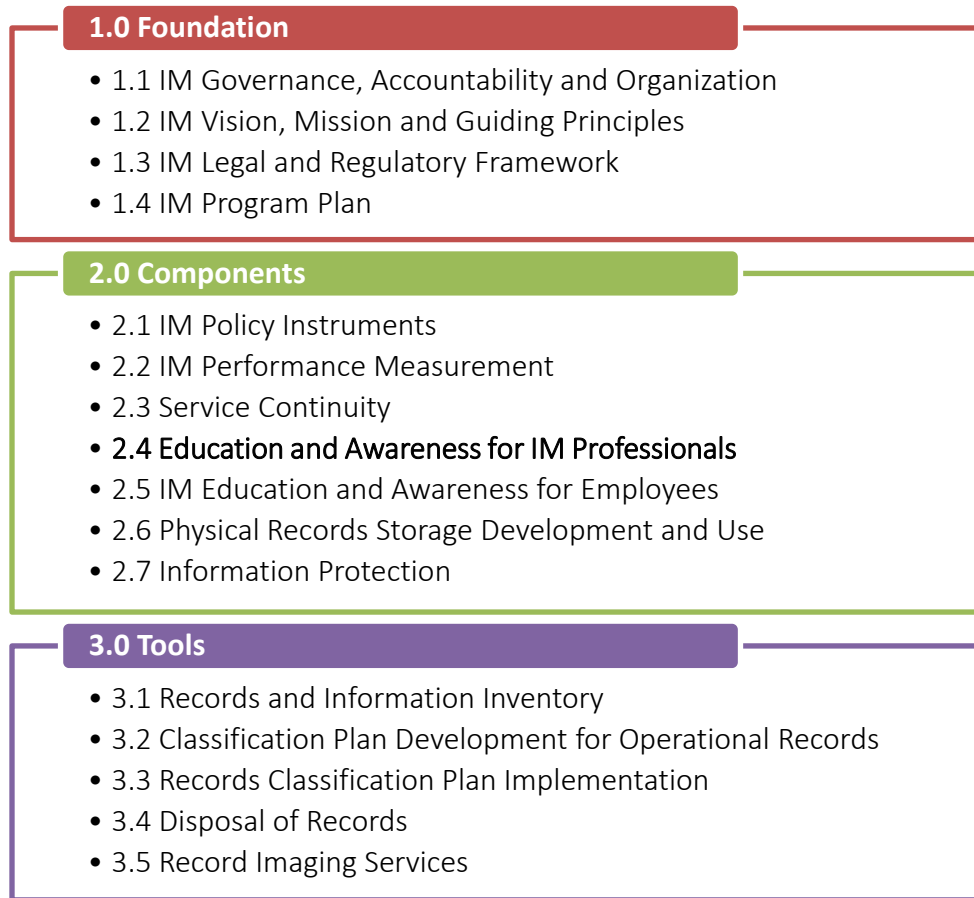 1.0 Foundation
• 1.1 IM Governance, Accountability and Organization
• 1.2 IM Vision, Mission and Guiding Principles
• 1.3 IM Legal and Regulatory Framework
• 1.4 IM Program Plan
2.0 Components
• 2.1 IM Policy Instruments
• 2.2 IM Performance Measurement
• 2.3 Service Continuity
• 2.4 Education and Awareness for IM Professionals
• 2.5 IM Education and Awareness for Employees
• 2.6 Physical Records Storage Development and Use
• 2.7 Information Protection
3.0 Tools
• 3.1 Records and Information Inventory
• 3.2 Classification Plan Development for Operational Records
• 3.3 Records Classification Plan Implementation
• 3.4 Disposal of Records
• 3.5 Record Imaging Services